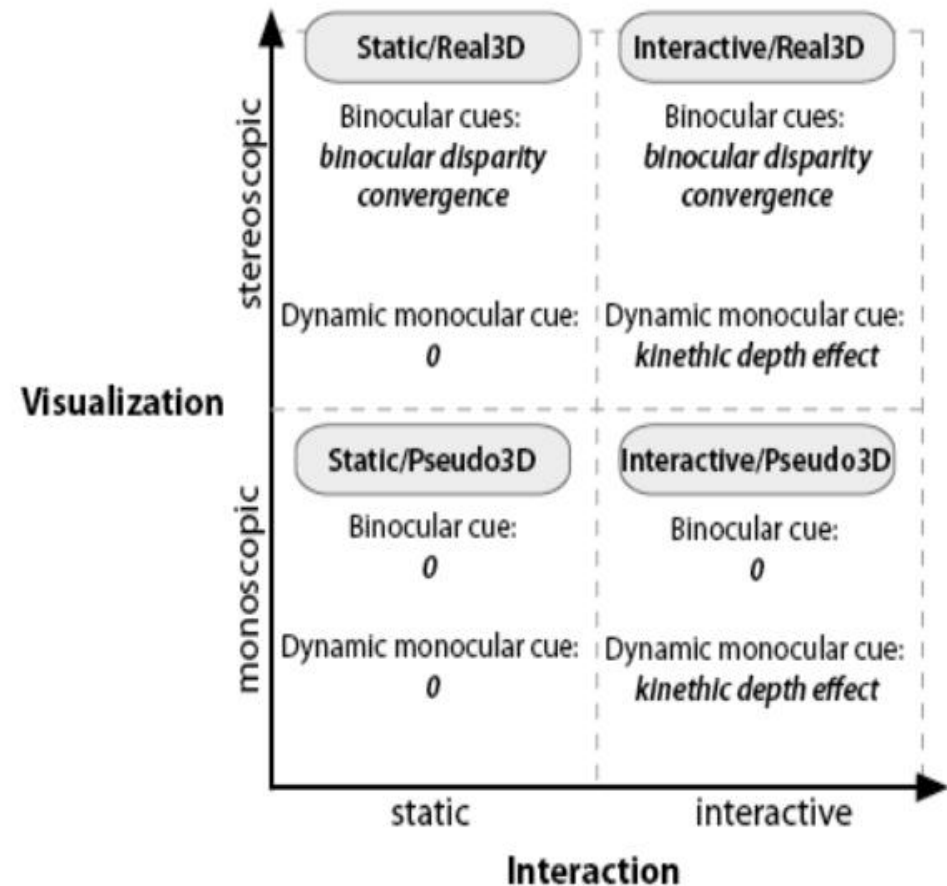 Static/Real3D
Binocular cues:
binocular disparity
convergence
Dynamic monocular cue:
0
Interactive/Real3D
Binocular cues:
binocular disparity
convergence
Dynamic monocular cue:
kinethic depth effect
stereoscopic
Visualization
monoscopic
Static/Pseudo3D
Binocular cue:
0
Dynamic monocular cue:
0
Interactive/Pseudo3D
Binocular cue:
0
Dynamic monocular cue:
kinethic depth effect
static
interactive
Interaction